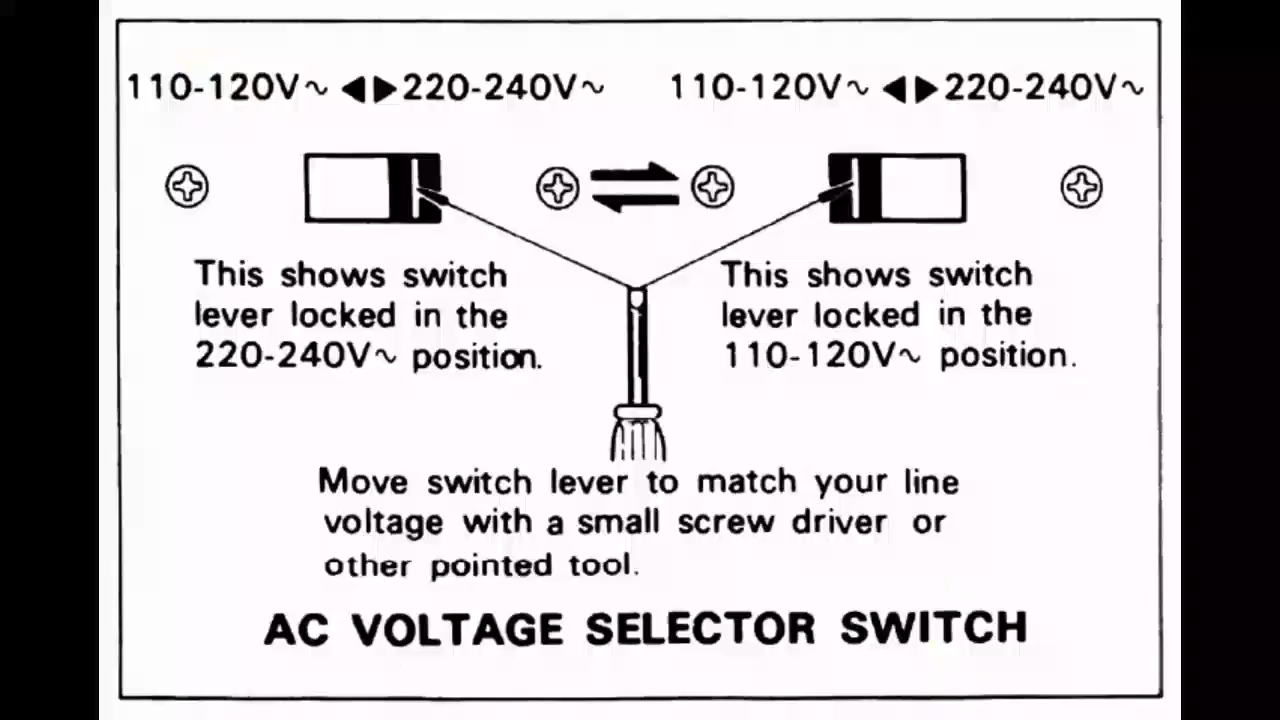 110-120V~ ◀▶220-240V~
110-120V~ ◀▶220-240V~
This shows switch
lever locked in the
220-240V~ position.
This shows switch
lever locked in the
110-120V~ position.
Move switch lever to match your line
voltage with a small screw driver or
other pointed tool.
AC VOLTAGE SELECTOR SWITCH